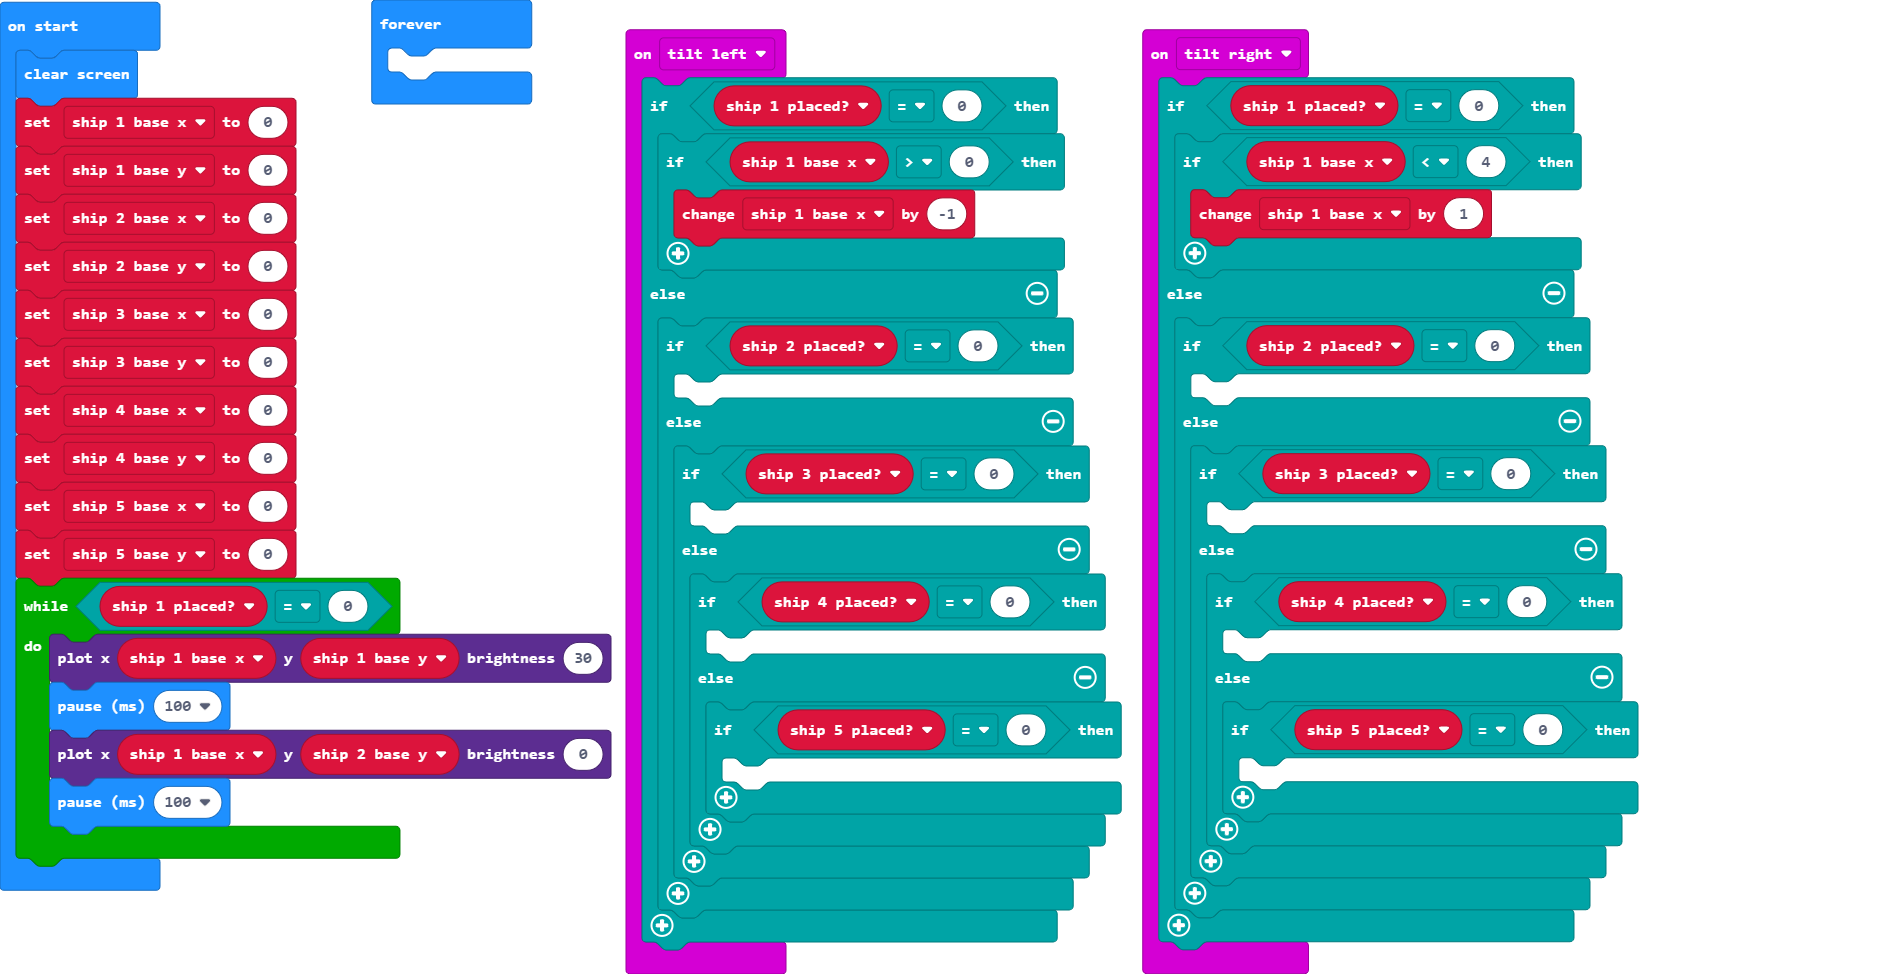 on start
clear screen
set ship 1 base x to 0
set ship 1 base y to 0
set ship 2 base x to 0
set ship 2 base y to 0
set ship 3 base x to 0
set ship 3 base y to 0
set ship 4 base x to 0
set ship 4 base y to 0
set ship 5 base x to 0
set ship 5 base y to 0
while ship 1 placed? = 0
do
plot x ship 1 base x y ship 1 base y brightness 30
pause (ms) 100
plot x ship 1 base x y ship 2 base y brightness 0
pause (ms) 100
forever
on tilt left
if ship 1 placed? = 0 then
if ship 1 base x > 0 then
change ship 1 base x by -1
else
if ship 2 placed? = 0 then
else
if ship 3 placed? = 0 then
else
if ship 4 placed? = 0 then
else
if ship 5 placed? = 0 then
on tilt right
if ship 1 placed? = 0 then
if ship 1 base x < 4 then
change ship 1 base x by 1
else
if ship 2 placed? = 0 then
else
if ship 3 placed? = 0 then
else
if ship 4 placed? = 0 then
else
if ship 5 placed? = 0 then